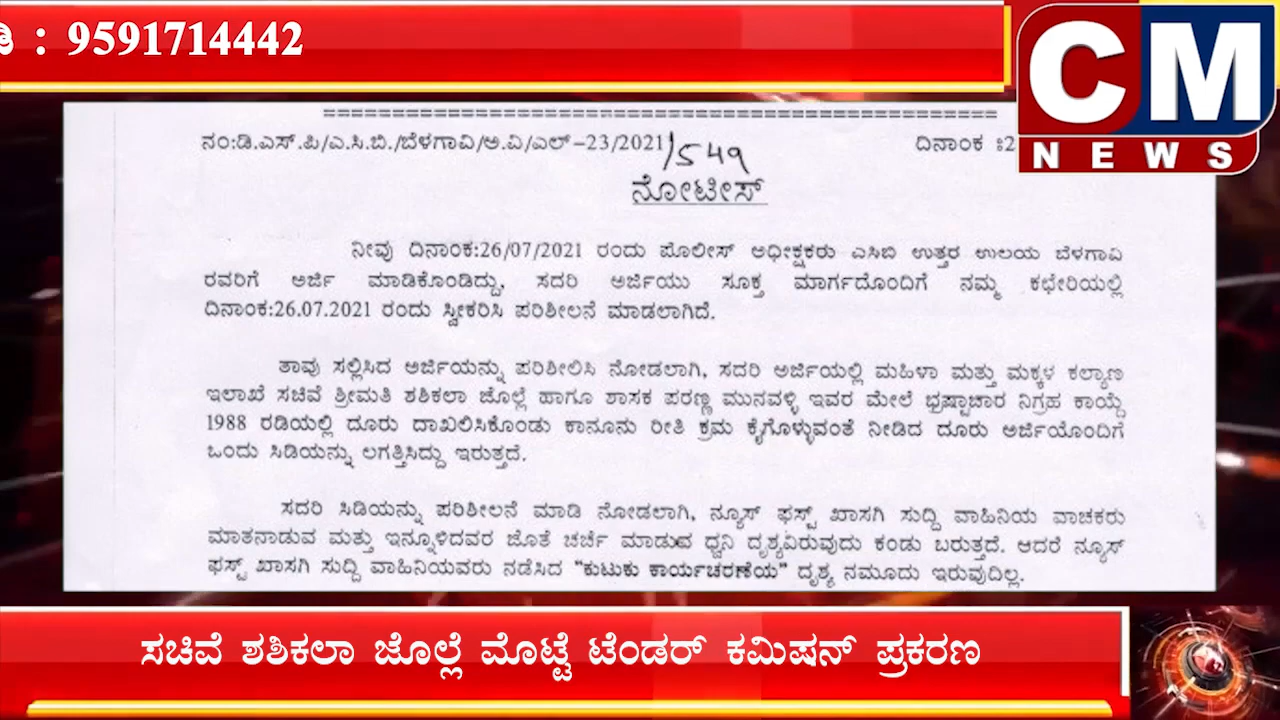 ಡಿ : 9591714442
CM
NEWS
ನಂ:ಡಿ.ಎಸ್.ಪಿ/ಎ.ಸಿ.ಬಿ./ಬೆಳಗಾವಿ/ಅ.ವಿ/ಎಲ್-23/2021/549 ದಿನಾಂಕ ಃ2
ನೋಟೀಸ್
ನೀವು ದಿನಾಂಕ:26/07/2021 ರಂದು ಪೊಲೀಸ್ ಅಧೀಕ್ಷಕರು ಎಸಿಬಿ ಉತ್ತರ ಉಲಯ ಬೆಳಗಾವಿ
ರವರಿಗೆ ಅರ್ಜಿ ಮಾಡಿಕೊಂಡಿದ್ದು, ಸದರಿ ಅರ್ಜಿಯು ಸೂಕ್ತ ಮಾರ್ಗದೊಂದಿಗೆ ನಮ್ಮ ಕಛೇರಿಯಲ್ಲಿ
ದಿನಾಂಕ:26.07.2021 ರಂದು ಸ್ವೀಕರಿಸಿ ಪರಿಶೀಲನೆ ಮಾಡಲಾಗಿದೆ.
ತಾವು ಸಲ್ಲಿಸಿದ ಅರ್ಜಿಯನ್ನು ಪರಿಶೀಲಿಸಿ ನೋಡಲಾಗಿ, ಸದರಿ ಅರ್ಜಿಯಲ್ಲಿ ಮಹಿಳಾ ಮತ್ತು ಮಕ್ಕಳ ಕಲ್ಯಾಣ
ಇಲಾಖೆ ಸಚಿವೆ ಶ್ರೀಮತಿ ಶಶಿಕಲಾ ಜೊಲ್ಲೆ ಹಾಗೂ ಶಾಸಕ ಪರಣ್ಣ ಮುನವಳ್ಳಿ ಇವರ ಮೇಲೆ ಭ್ರಷ್ಟಾಚಾರ ನಿಗ್ರಹ ಕಾಯ್ದೆ
1988 ರಡಿಯಲ್ಲಿ ದೂರು ದಾಖಲಿಸಿಕೊಂಡು ಕಾನೂನು ರೀತಿ ಕ್ರಮ ಕೈಗೊಳ್ಳುವಂತೆ ನೀಡಿದ ದೂರು ಅರ್ಜಿಯೊಂದಿಗೆ
ಒಂದು ಸಿಡಿಯನ್ನು ಲಗತ್ತಿಸಿದ್ದು ಇರುತ್ತದೆ.
ಸದರಿ ಸಿಡಿಯನ್ನು ಪರಿಶೀಲನೆ ಮಾಡಿ ನೋಡಲಾಗಿ, ನ್ಯೂಸ್ ಫಸ್ಟ್ ಖಾಸಗಿ ಸುದ್ದಿ ವಾಹಿನಿಯ ವಾಚಕರು
ಮಾತನಾಡುವ ಮತ್ತು ಇನ್ನೂಳಿದವರ ಜೊತೆ ಚರ್ಚೆ ಮಾಡುವ ಧ್ವನಿ ದೃಶ್ಯವಿರುವುದು ಕಂಡು ಬರುತ್ತದೆ. ಆದರೆ ನ್ಯೂಸ್
ಫಸ್ಟ್ ಖಾಸಗಿ ಸುದ್ದಿ ವಾಹಿನಿಯವರು ನಡೆಸಿದ "ಕುಟುಕು ಕಾರ್ಯಚರಣೆಯ" ದೃಶ್ಯ ನಮೂದು ಇರುವುದಿಲ್ಲ.
ಸಚಿವೆ ಶಶಿಕಲಾ ಜೊಲ್ಲೆ ಮೊಟ್ಟೆ ಟೆಂಡರ್ ಕಮಿಷನ್ ಪ್ರಕರಣ